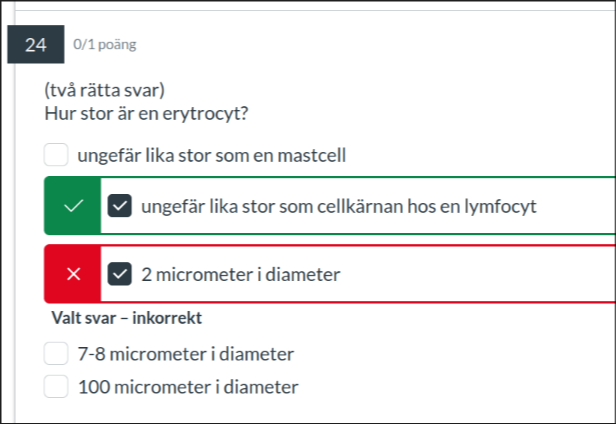 24 0/1 poäng
(två rätta svar)
Hur stor är en erytrocyt?
ungefär lika stor som en mastcell
ungefär lika stor som cellkärnan hos en lymfocyt
2 micrometer i diameter
Valt svar – inkorrekt
7-8 micrometer i diameter
100 micrometer i diameter